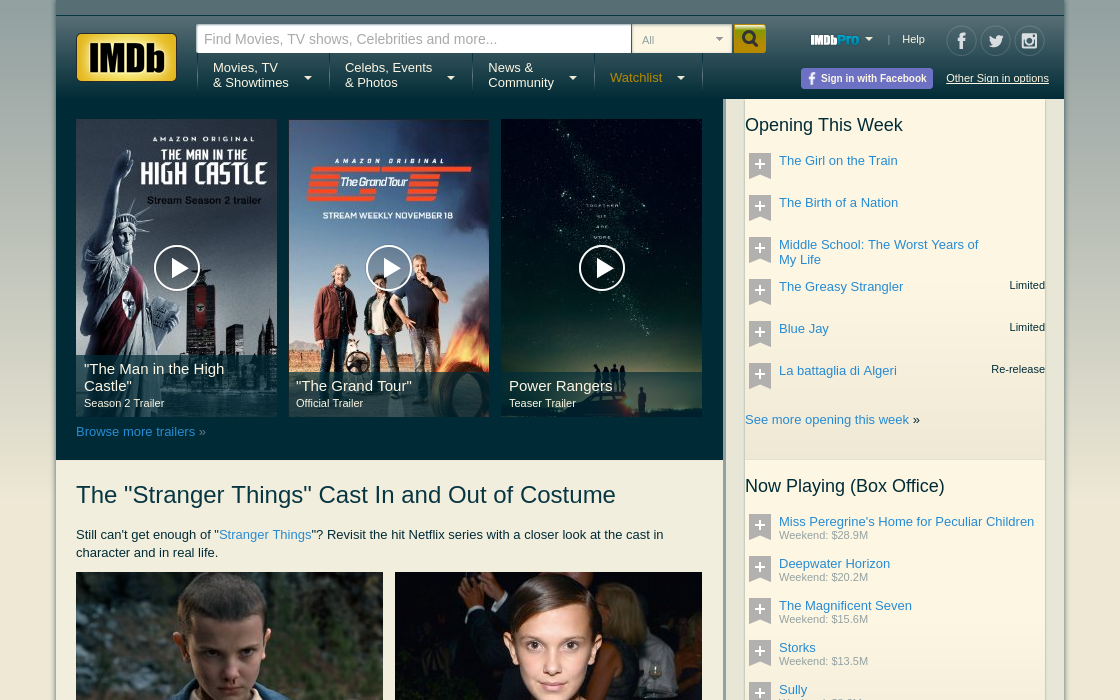 IMDb
Find Movies, TV shows, Celebrities and more...
All
IMDbPro
|
Help
Movies, TV
& Showtimes
Celebs, Events
& Photos
News &
Community
Watchlist
Sign in with Facebook
Other Sign in options
AMAZON ORIGINAL
THE MAN IN THE
HIGH CASTLE
Stream Season 2 trailer
"The Man in the High
Castle"
Season 2 Trailer
AMAZON ORIGINAL
GT
The Grand Tour
STREAM WEEKLY NOVEMBER 18
"The Grand Tour"
Official Trailer
TOGETHER
WE
ARE
MORE
Power Rangers
Teaser Trailer
Browse more trailers »
The "Stranger Things" Cast In and Out of Costume
Still can't get enough of "Stranger Things"? Revisit the hit Netflix series with a closer look at the cast in
character and in real life.
Opening This Week
The Girl on the Train
The Birth of a Nation
Middle School: The Worst Years of
My Life
The Greasy Strangler
Limited
Blue Jay
Limited
La battaglia di Algeri
Re-release
See more opening this week »
Now Playing (Box Office)
Miss Peregrine's Home for Peculiar Children
Weekend: $28.9M
Deepwater Horizon
Weekend: $20.2M
The Magnificent Seven
Weekend: $15.6M
Storks
Weekend: $13.5M
Sully